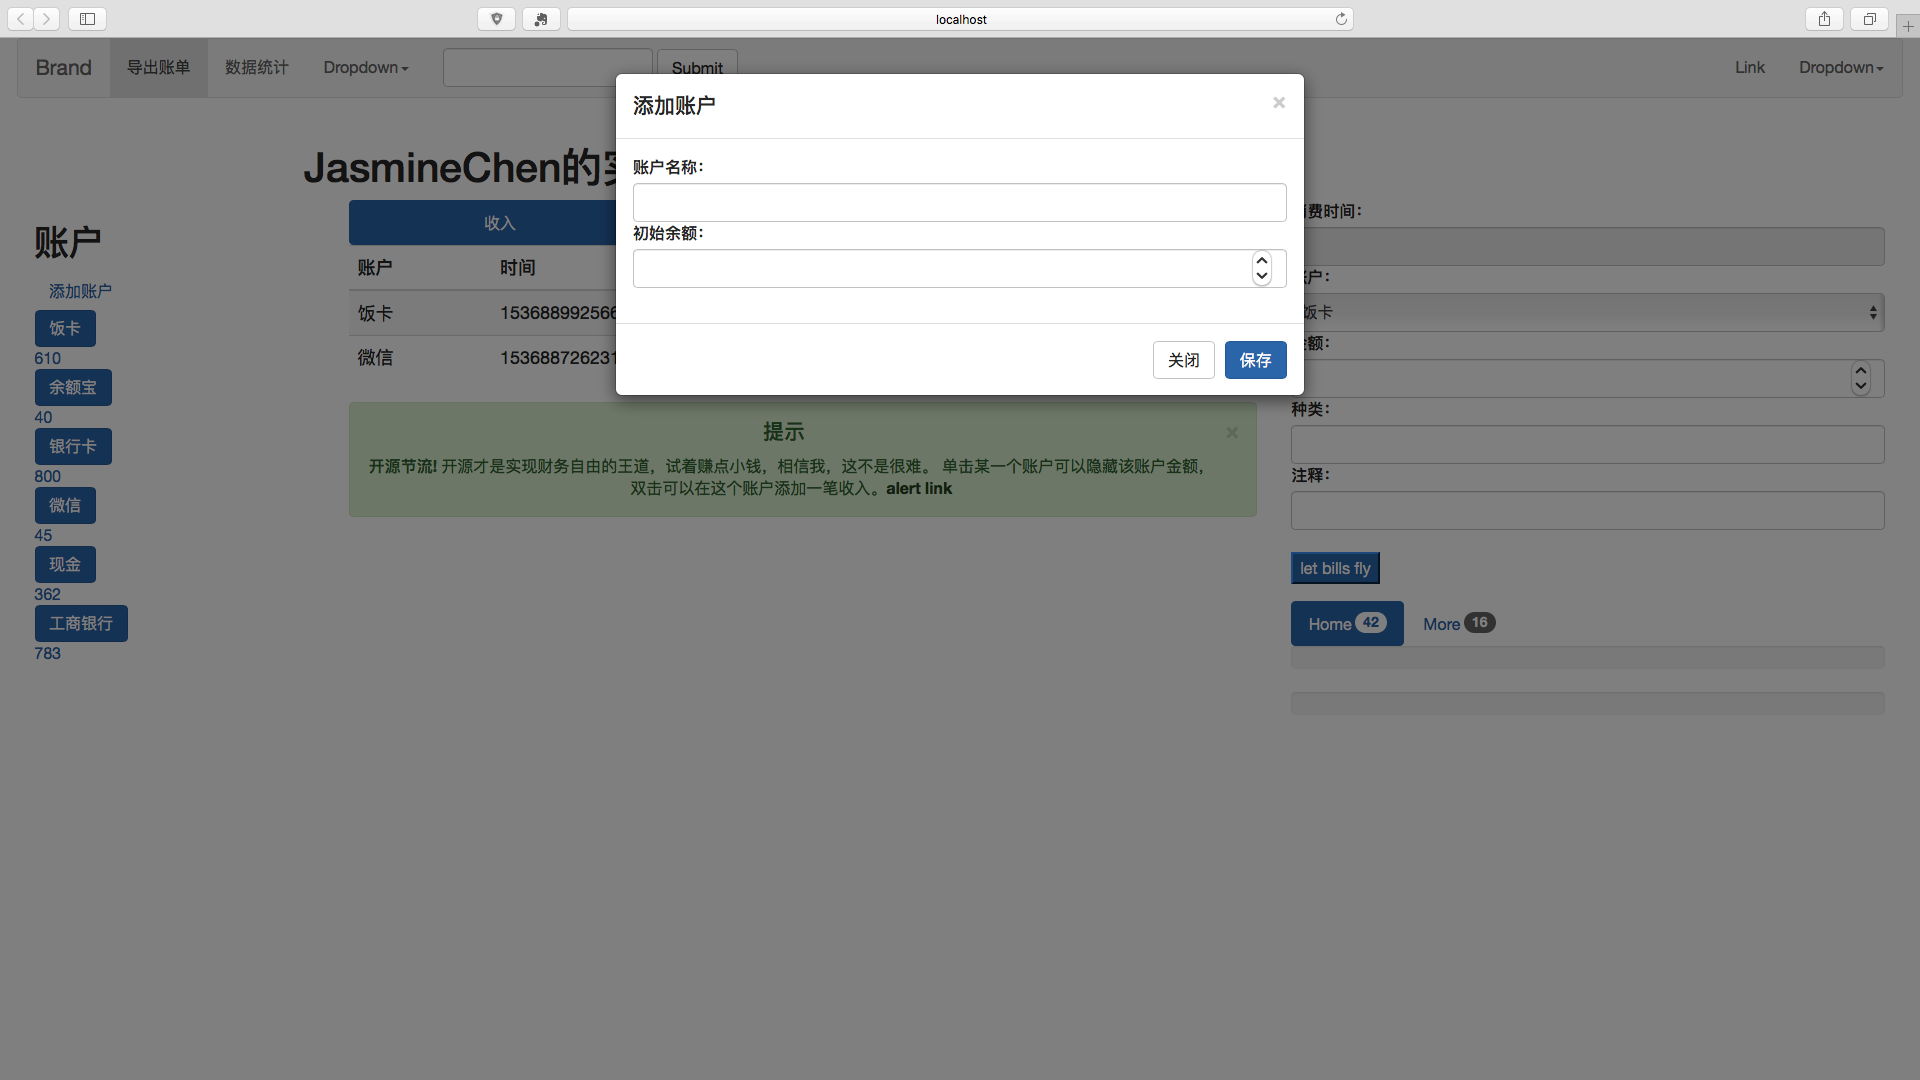 localhost
Brand 导出账单 数据统计 Dropdown Submit Link Dropdown
添加账户
×
账户名称:
初始余额:
关闭 保存
JasmineChen的
账户
添加账户
饭卡
610
余额宝
40
银行卡
800
微信
45
现金
362
工商银行
783
收入
账户 时间
饭卡 153688992566
微信 153688726231
提示
×
开源节流! 开源才是实现财务自由的王道，试着赚点小钱，相信我，这不是很难。 单击某一个账户可以隐藏该账户金额，
双击可以在这个账户添加一笔收入。alert link
费时间:
户:
饭卡
额:
种类:
注释:
let bills fly
Home 42 More 16